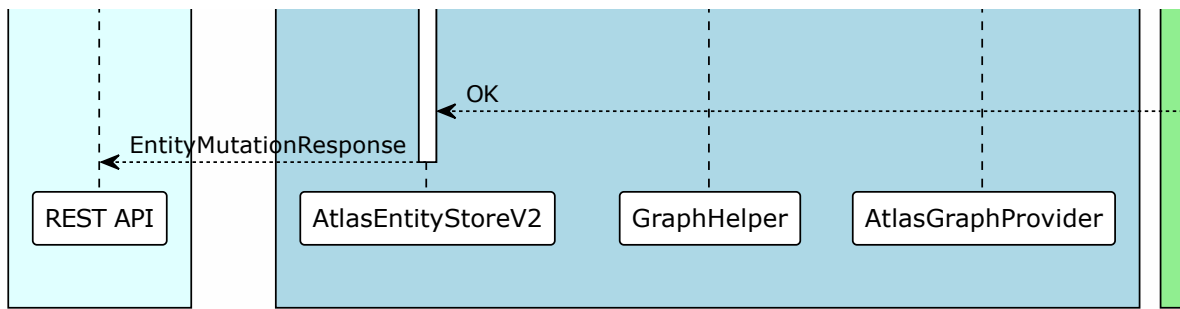 OK
EntityMutationResponse
REST API
AtlasEntityStoreV2
GraphHelper
AtlasGraphProvider